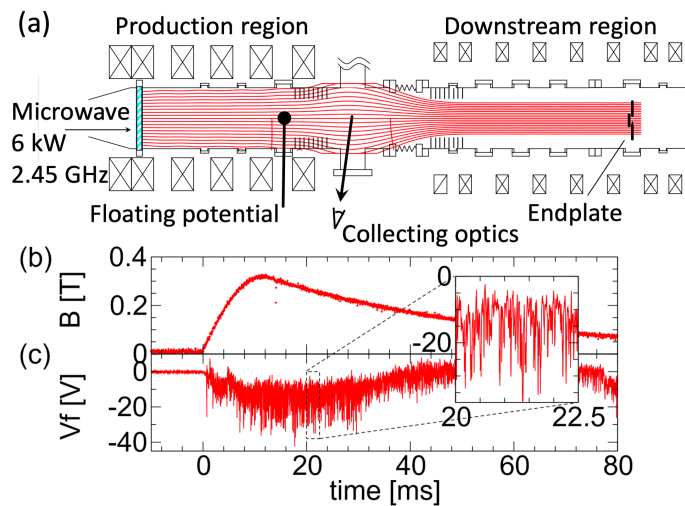 (a)
Production region
Downstream region
Microwave
6 kW
2.45 GHz
Floating potential
Collecting optics
Endplate
(b)
B [T]
0.4
0.2
0
(c)
Vf [V]
0
-20
-40
0
-20
20
22.5
0
20
40
60
80
time [ms]